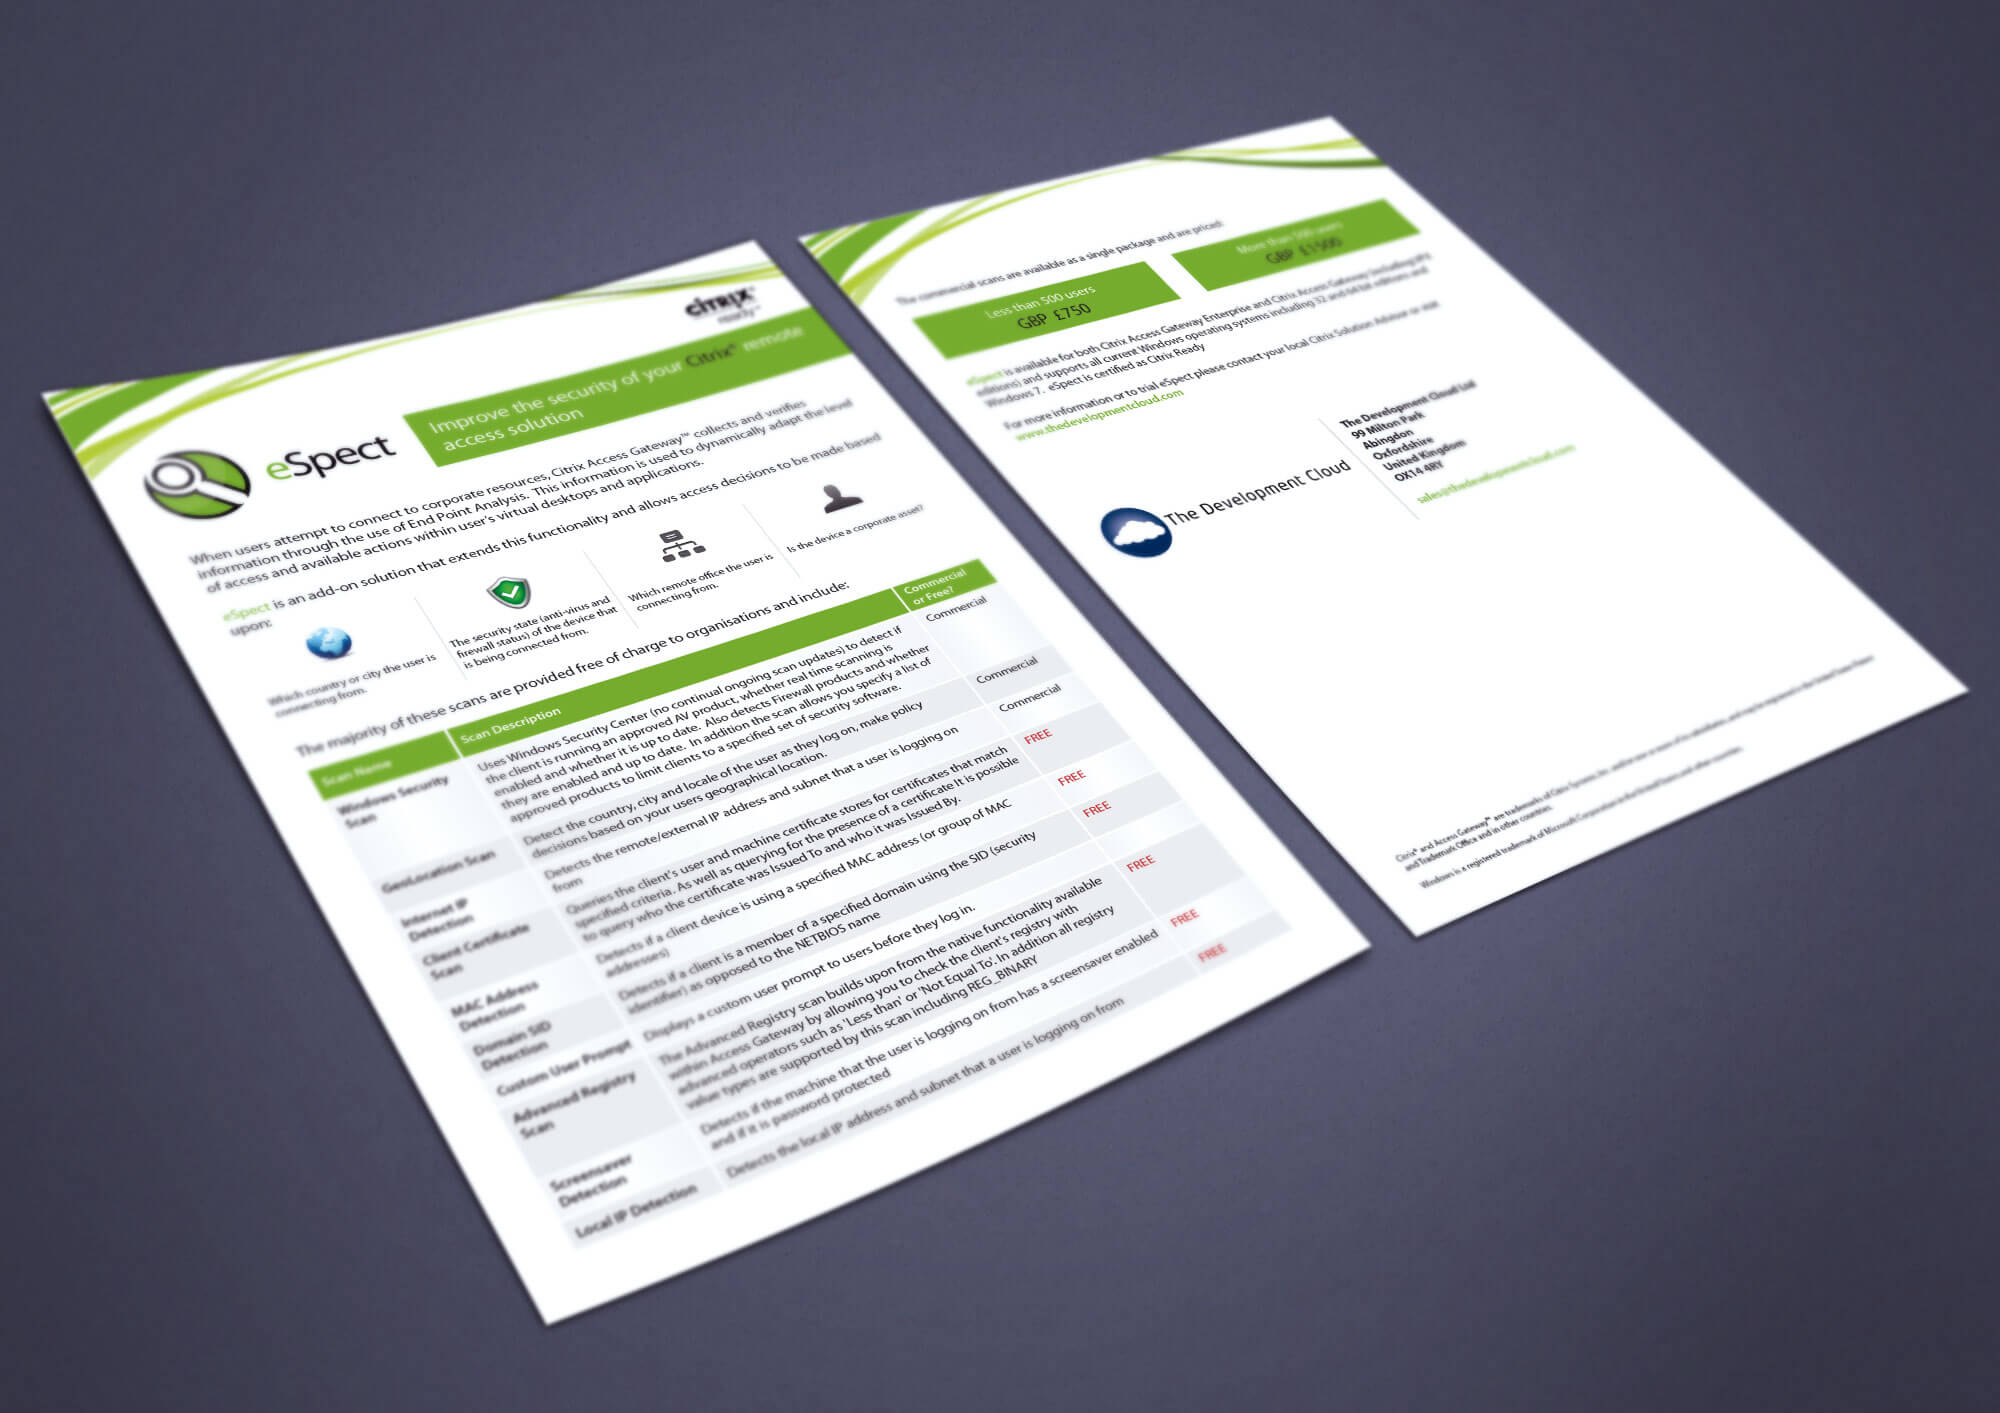 CITRIX®
ready™
eSpect
Improve the security of your Citrix® remote
access solution
When users attempt to connect to corporate resources, Citrix Access Gateway™ collects and verifies
information through the use of End Point Analysis. This information is used to dynamically adapt the level
of access and available actions within user's virtual desktops and applications.
eSpect is an add-on solution that extends this functionality and allows access decisions to be made based
upon:
Which country or city the user is
connecting from.
The security state (anti-virus and
firewall status) of the device that
is being connected from.
Which remote office the user is
connecting from.
Is the device a corporate asset?
The majority of these scans are provided free of charge to organisations and include:
Scan Name Scan Description Commercial
or Free?
Windows Security
Scan
Uses Windows Security Center (no continual ongoing scan updates) to detect if
the client is running an approved AV product, whether real time scanning is
enabled and whether it is up to date. Also detects Firewall products and whether
they are enabled and up to date. In addition the scan allows you specify a list of
approved products to limit clients to a specified set of security software.
Commercial
GeoLocation Scan
Detect the country, city and locale of the user as they log on, make policy
decisions based on your users geographical location.
Commercial
Internet IP
Detection
Detects the remote/external IP address and subnet that a user is logging on
from
Commercial
Client Certificate
Scan
Queries the client's user and machine certificate stores for certificates that match
specified criteria. As well as querying for the presence of a certificate it is possible
to query who the certificate was Issued To and who it was Issued By.
FREE
MAC Address
Detection
Detects if a client device is using a specified MAC address (or group of MAC
addresses)
FREE
Domain SID
Detection
Detects if a client is a member of a specified domain using the SID (security
identifier) as opposed to the NETBIOS name
FREE
Custom User Prompt
Displays a custom user prompt to users before they log in.
Advanced Registry
Scan
The Advanced Registry scan builds upon from the native functionality available
within Access Gateway by allowing you to check the client's registry with
advanced operators such as 'Less than' or 'Not Equal To'. In addition all registry
value types are supported by this scan including REG_BINARY
FREE
Screensaver
Detection
Detects if the machine that the user is logging on from has a screensaver enabled
and if it is password protected
FREE
Local IP Detection
Detects the local IP address and subnet that a user is logging on from
FREE
The commercial scans are available as a single package and are priced:
Less than 500 users
GBP £750
More than 500 users
GBP £1500
eSpect is available for both Citrix Access Gateway Enterprise and Citrix Access Gateway (including VPX
editions) and supports all current Windows operating systems including 32 and 64 bit editions and
Windows 7. eSpect is certified as Citrix Ready
For more information or to trial eSpect please contact your local Citrix Solution Advisor or visit
www.thedevelopmentcloud.com
The Development Cloud
The Development Cloud Ltd
99 Milton Park
Abingdon
Oxfordshire
United Kingdom
OX14 4RY
sales@thedevelopmentcloud.com
Citrix® and Access Gateway™ are trademarks of Citrix Systems, Inc. and/or one or more of its subsidiaries, and may be registered in the United States Patent
and Trademark Office and in other countries.
Windows is a registered trademark of Microsoft Corporation in the United States and other countries.